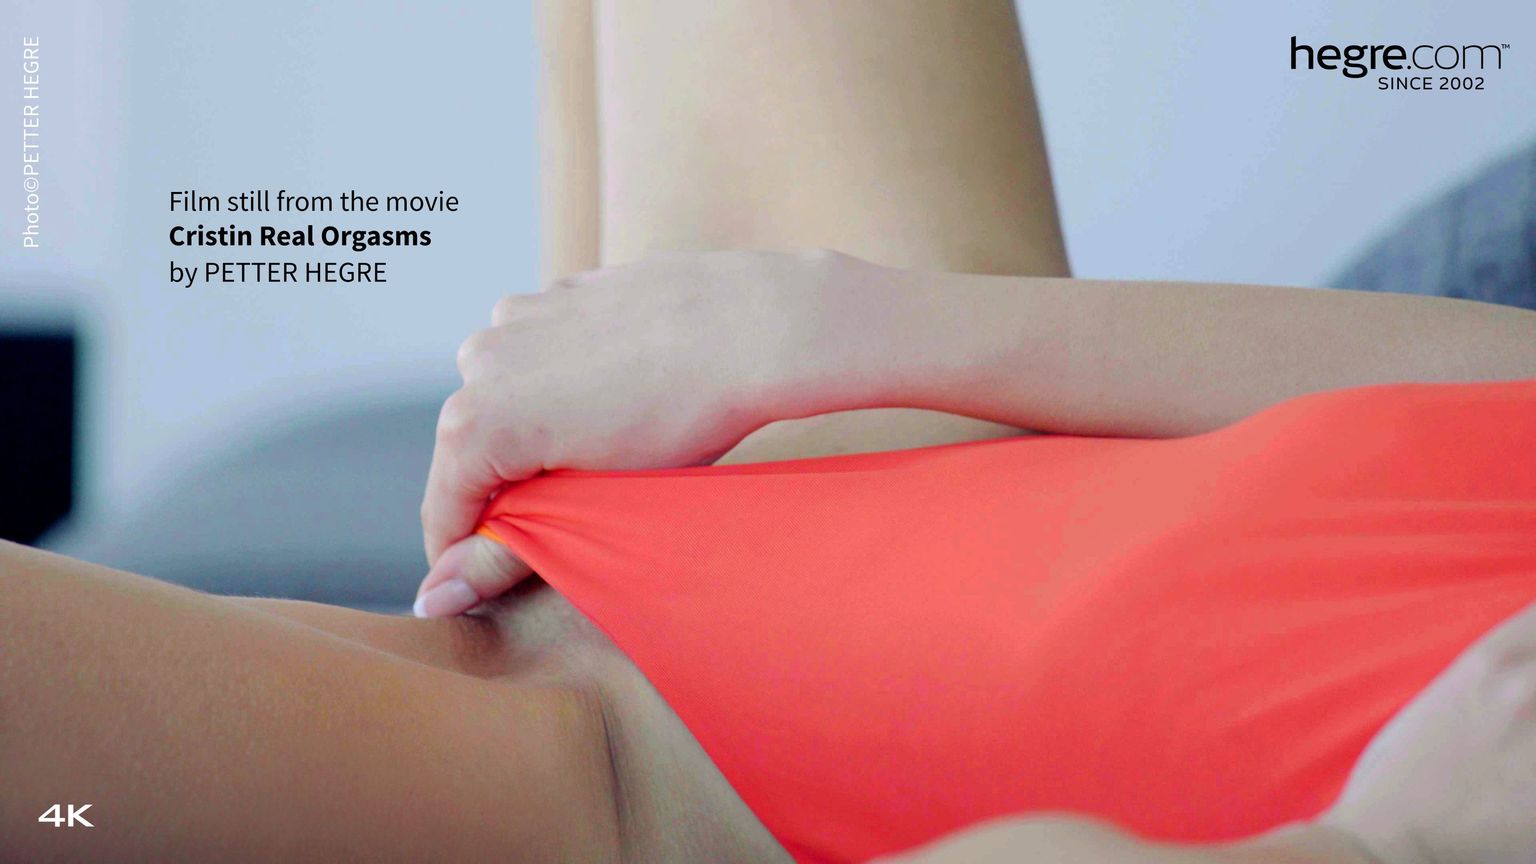 Photo©PETTER HEGRE
hegre.com™
SINCE 2002
Film still from the movie
Cristin Real Orgasms
by PETTER HEGRE
4K